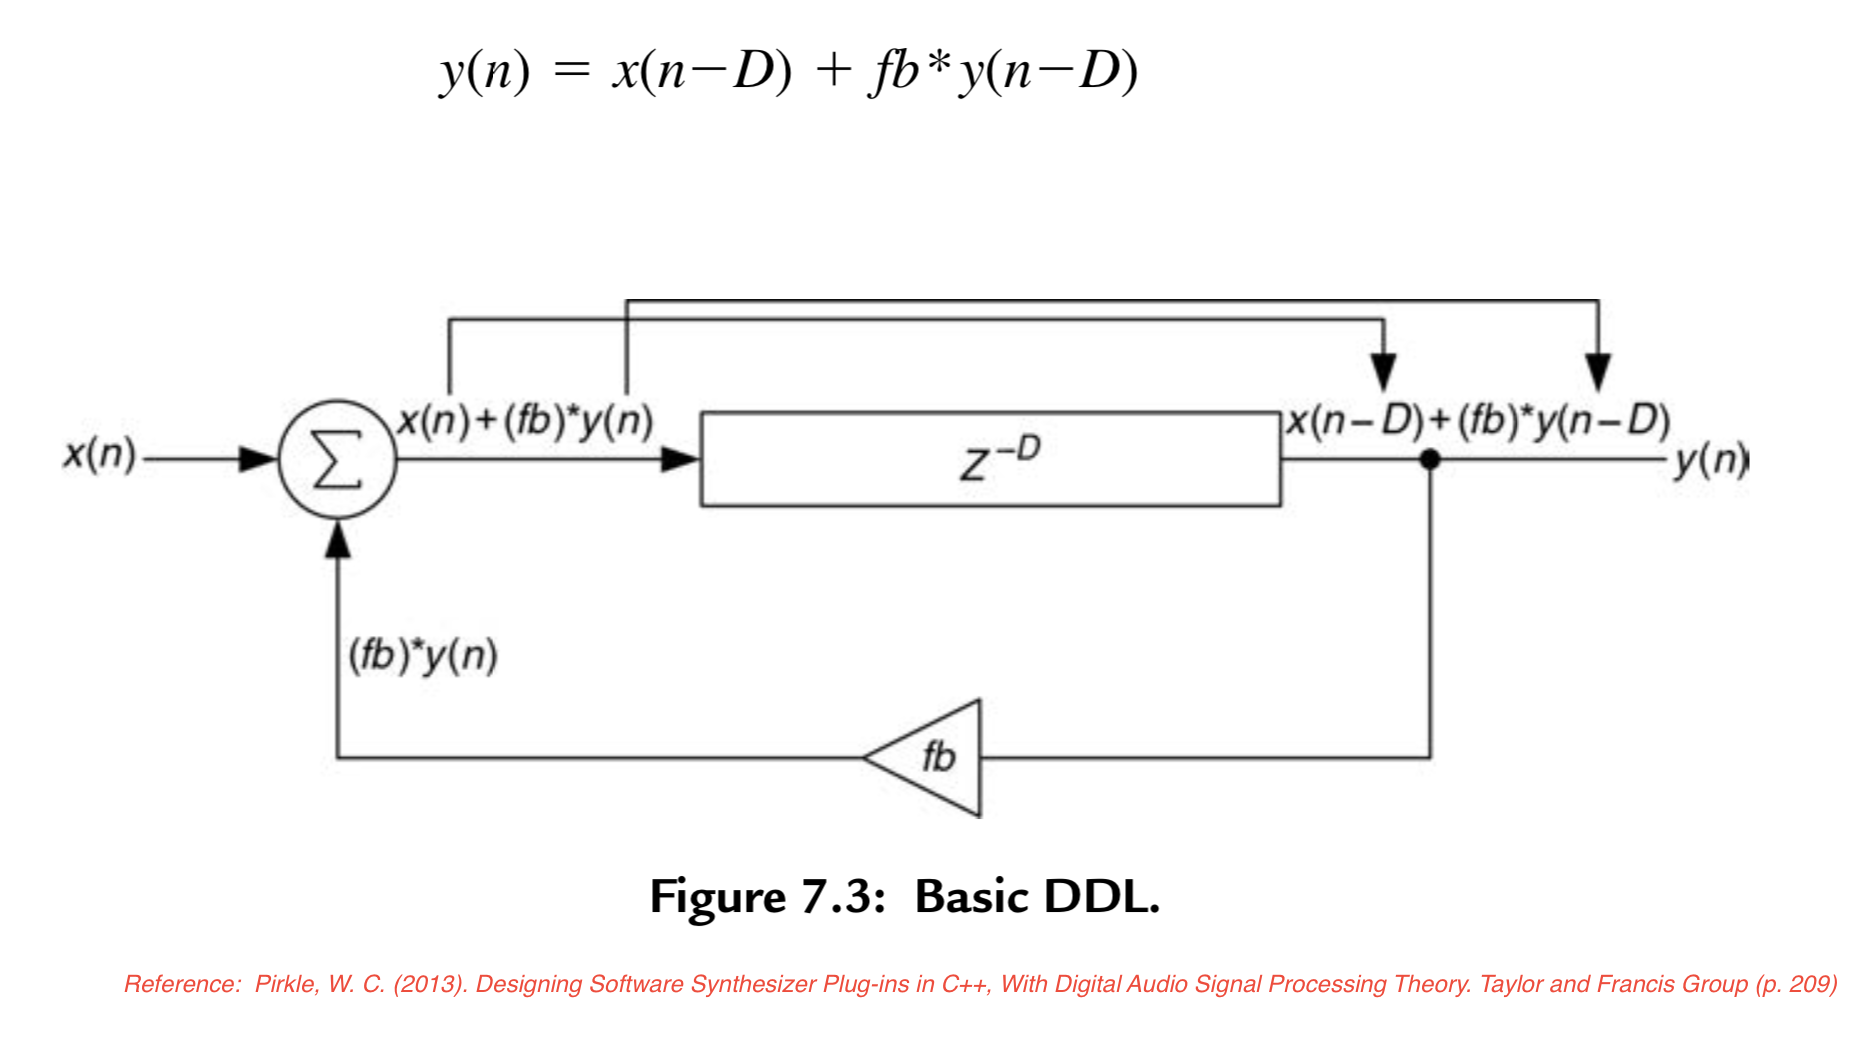 y(n) = x(n−D) + fb*y(n−D)
x(n)
Σ
x(n)+(fb)*y(n)
z⁻ᴰ
x(n−D)+(fb)*y(n−D)
y(n)
(fb)*y(n)
fb
Figure 7.3: Basic DDL.
Reference: Pirkle, W. C. (2013). Designing Software Synthesizer Plug-ins in C++, With Digital Audio Signal Processing Theory. Taylor and Francis Group (p. 209)